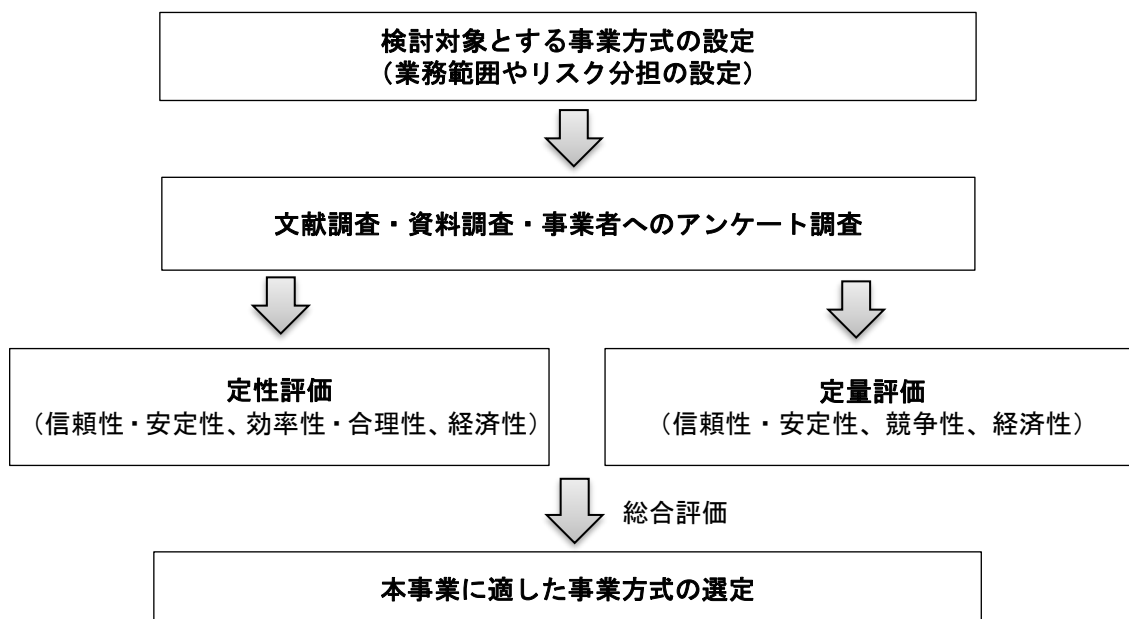 検討対象とする事業方式の設定
（業務範囲やリスク分担の設定）
文献調査・資料調査・事業者へのアンケート調査
定性評価
（信頼性・安定性、効率性・合理性、経済性）
定量評価
（信頼性・安定性、競争性、経済性）
総合評価
本事業に適した事業方式の選定